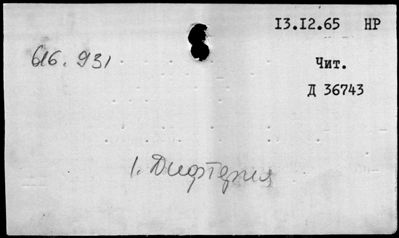 13.12.65 НР
616.931
Чит.
Д 36743
1. Дифтерия